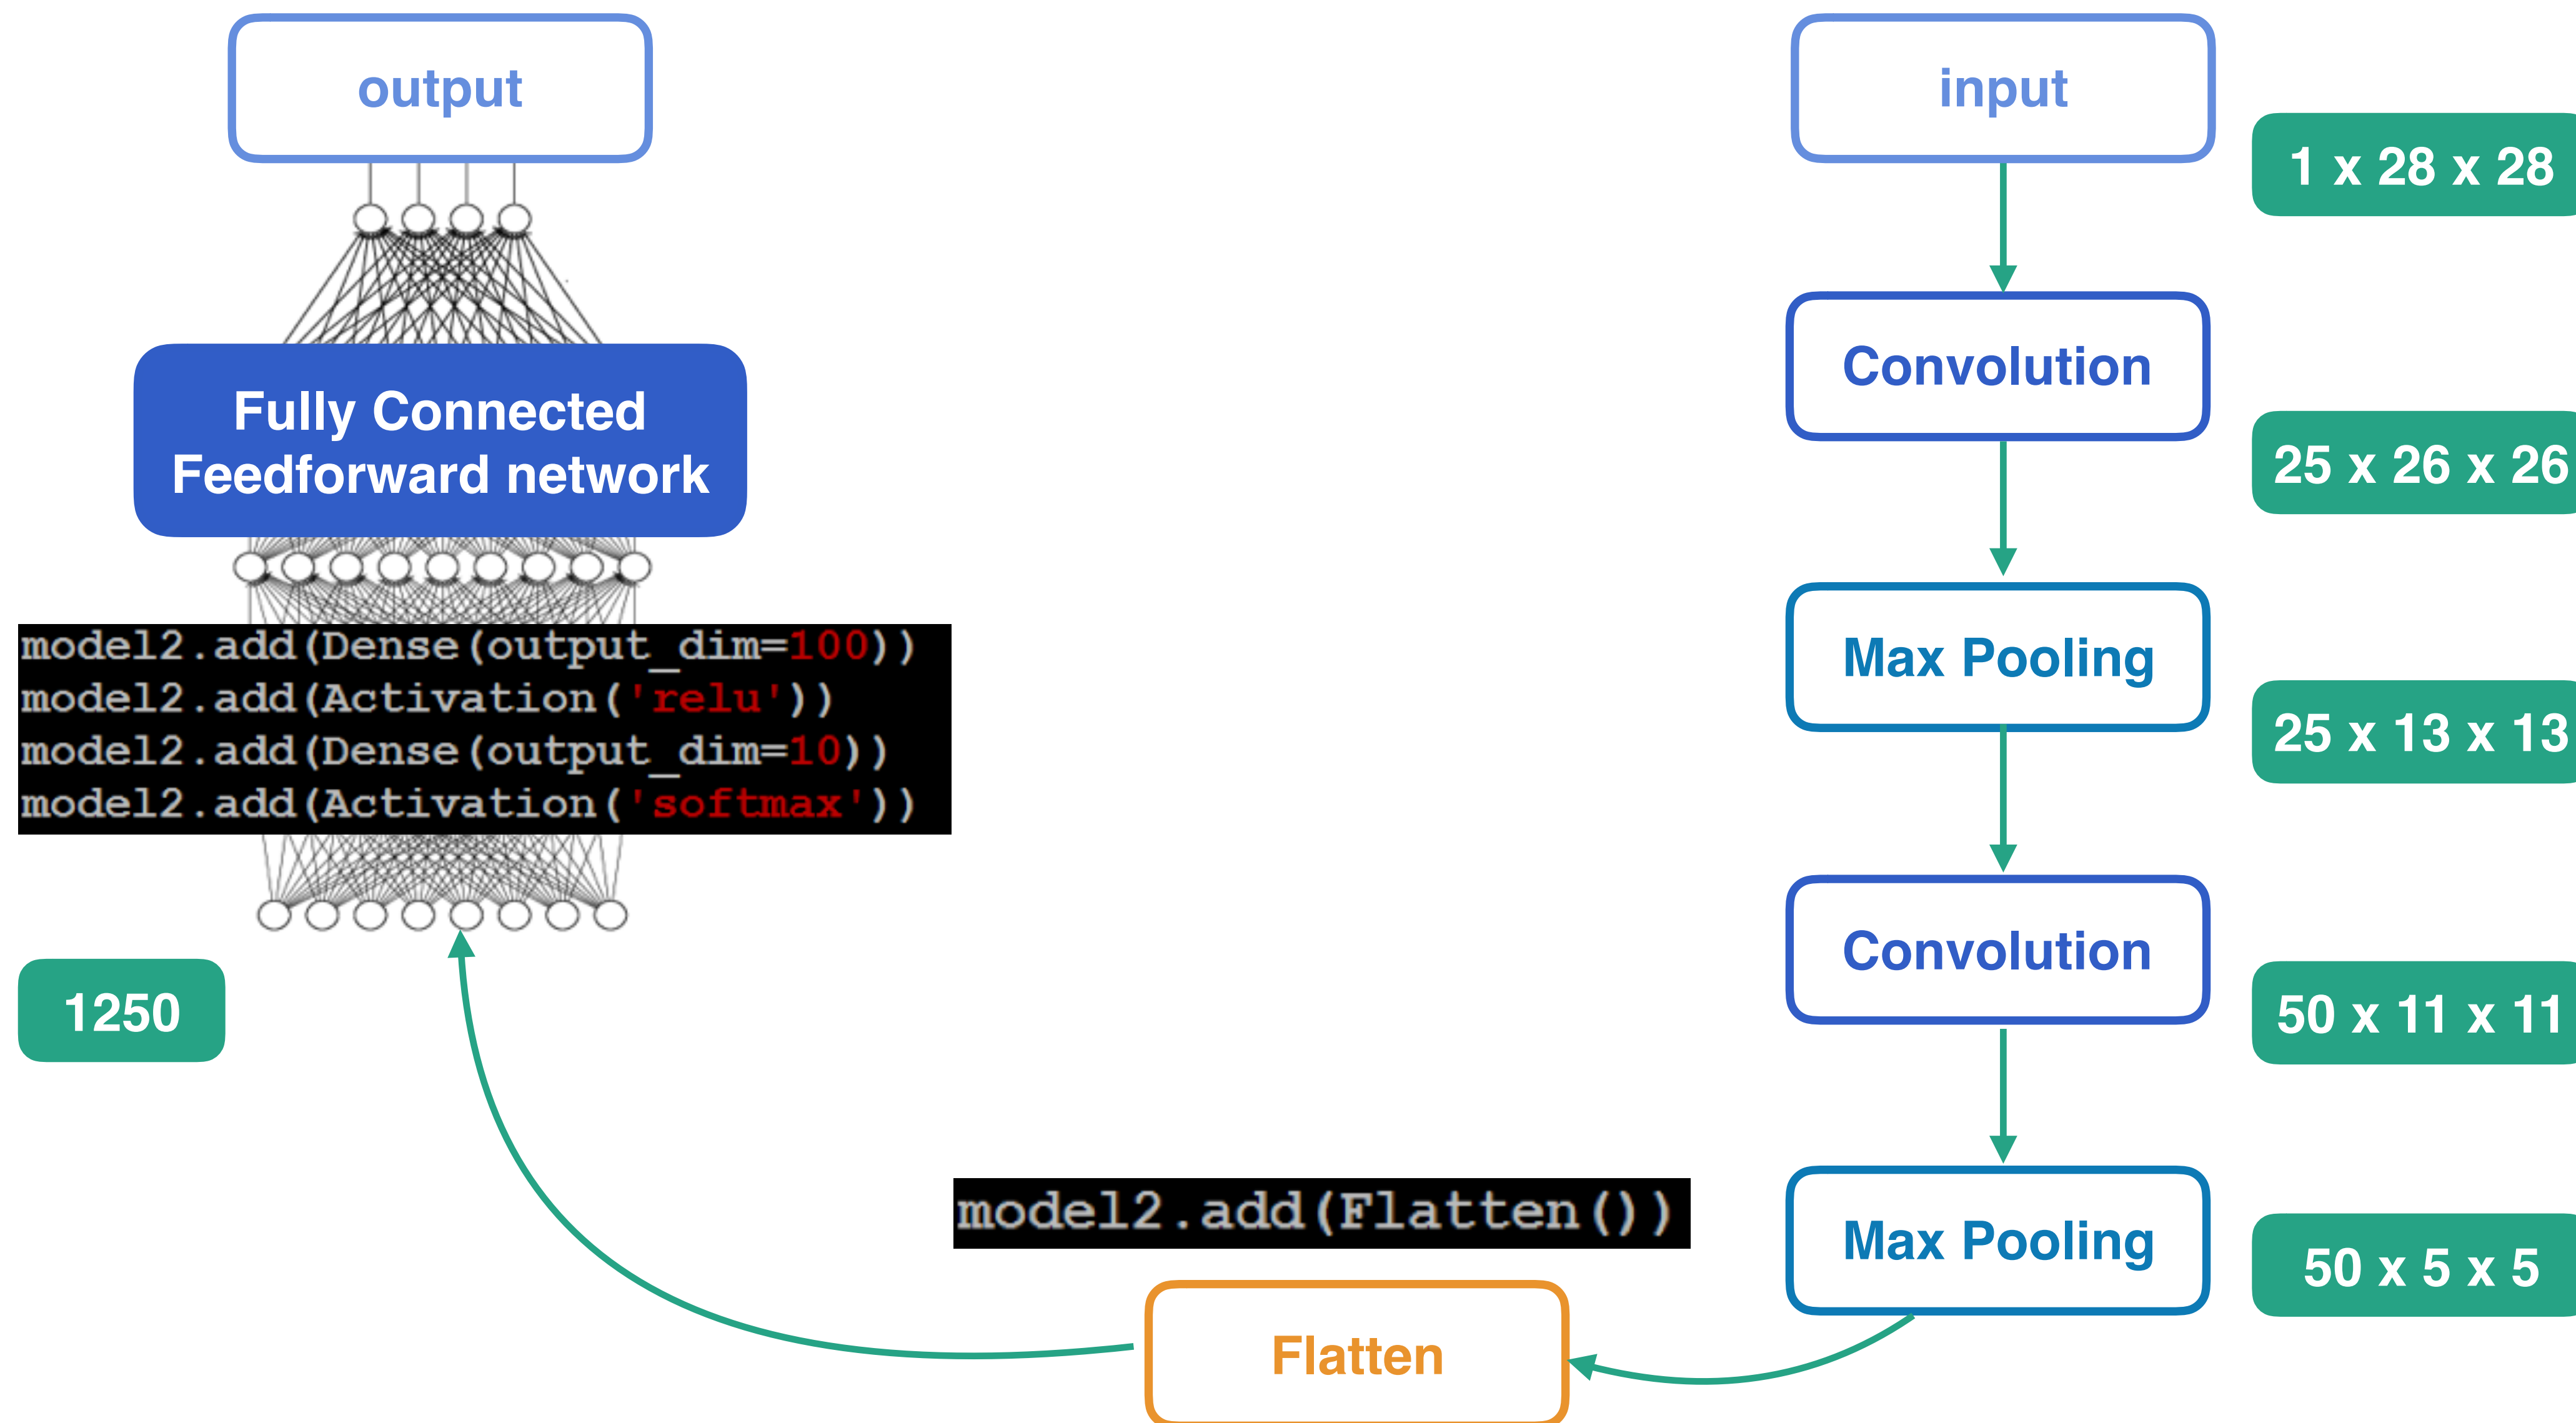 output
input
1 x 28 x 28
Convolution
Fully Connected
Feedforward network
25 x 26 x 26
Max Pooling
model2.add(Dense(output_dim=100))
model2.add(Activation('relu'))
model2.add(Dense(output_dim=10))
model2.add(Activation('softmax'))
25 x 13 x 13
Convolution
1250
50 x 11 x 11
model2.add(Flatten())
Max Pooling
50 x 5 x 5
Flatten